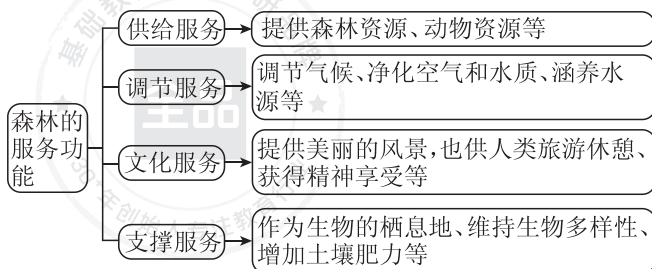 供给服务
提供森林资源、动物资源等
调节服务
调节气候、净化空气和水质、涵养水
源等
森林的
服务功
能
文化服务
提供美丽的风景,也供人类旅游休憩、
获得精神享受等
支撑服务
作为生物的栖息地、维持生物多样性、
增加土壤肥力等